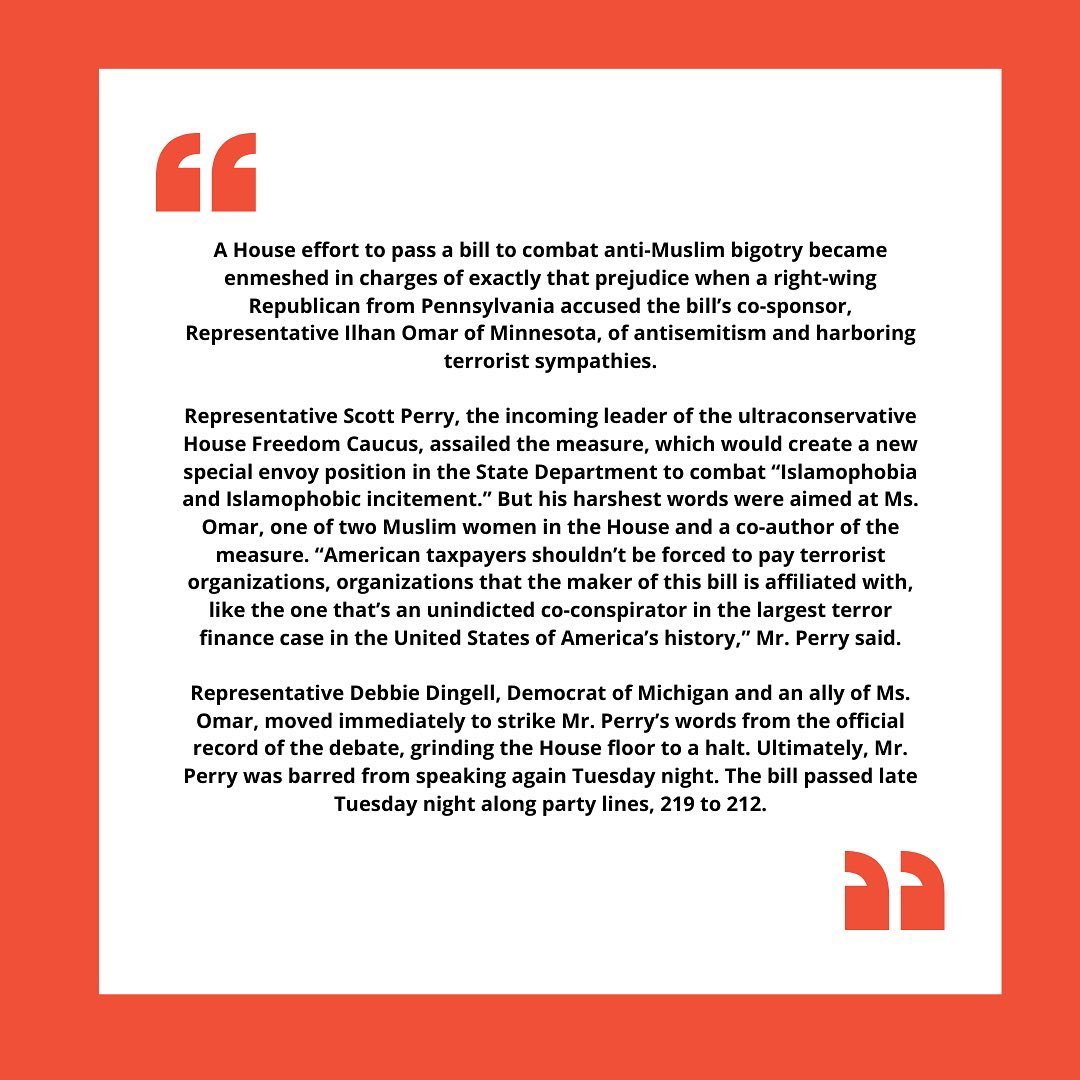 A House effort to pass a bill to combat anti-Muslim bigotry became
enmeshed in charges of exactly that prejudice when a right-wing
Republican from Pennsylvania accused the bill’s co-sponsor,
Representative Ilhan Omar of Minnesota, of antisemitism and harboring
terrorist sympathies.
Representative Scott Perry, the incoming leader of the ultraconservative
House Freedom Caucus, assailed the measure, which would create a new
special envoy position in the State Department to combat “Islamophobia
and Islamophobic incitement.” But his harshest words were aimed at Ms.
Omar, one of two Muslim women in the House and a co-author of the
measure. “American taxpayers shouldn’t be forced to pay terrorist
organizations, organizations that the maker of this bill is affiliated with,
like the one that’s an unindicted co-conspirator in the largest terror
finance case in the United States of America’s history,” Mr. Perry said.
Representative Debbie Dingell, Democrat of Michigan and an ally of Ms.
Omar, moved immediately to strike Mr. Perry’s words from the official
record of the debate, grinding the House floor to a halt. Ultimately, Mr.
Perry was barred from speaking again Tuesday night. The bill passed late
Tuesday night along party lines, 219 to 212.